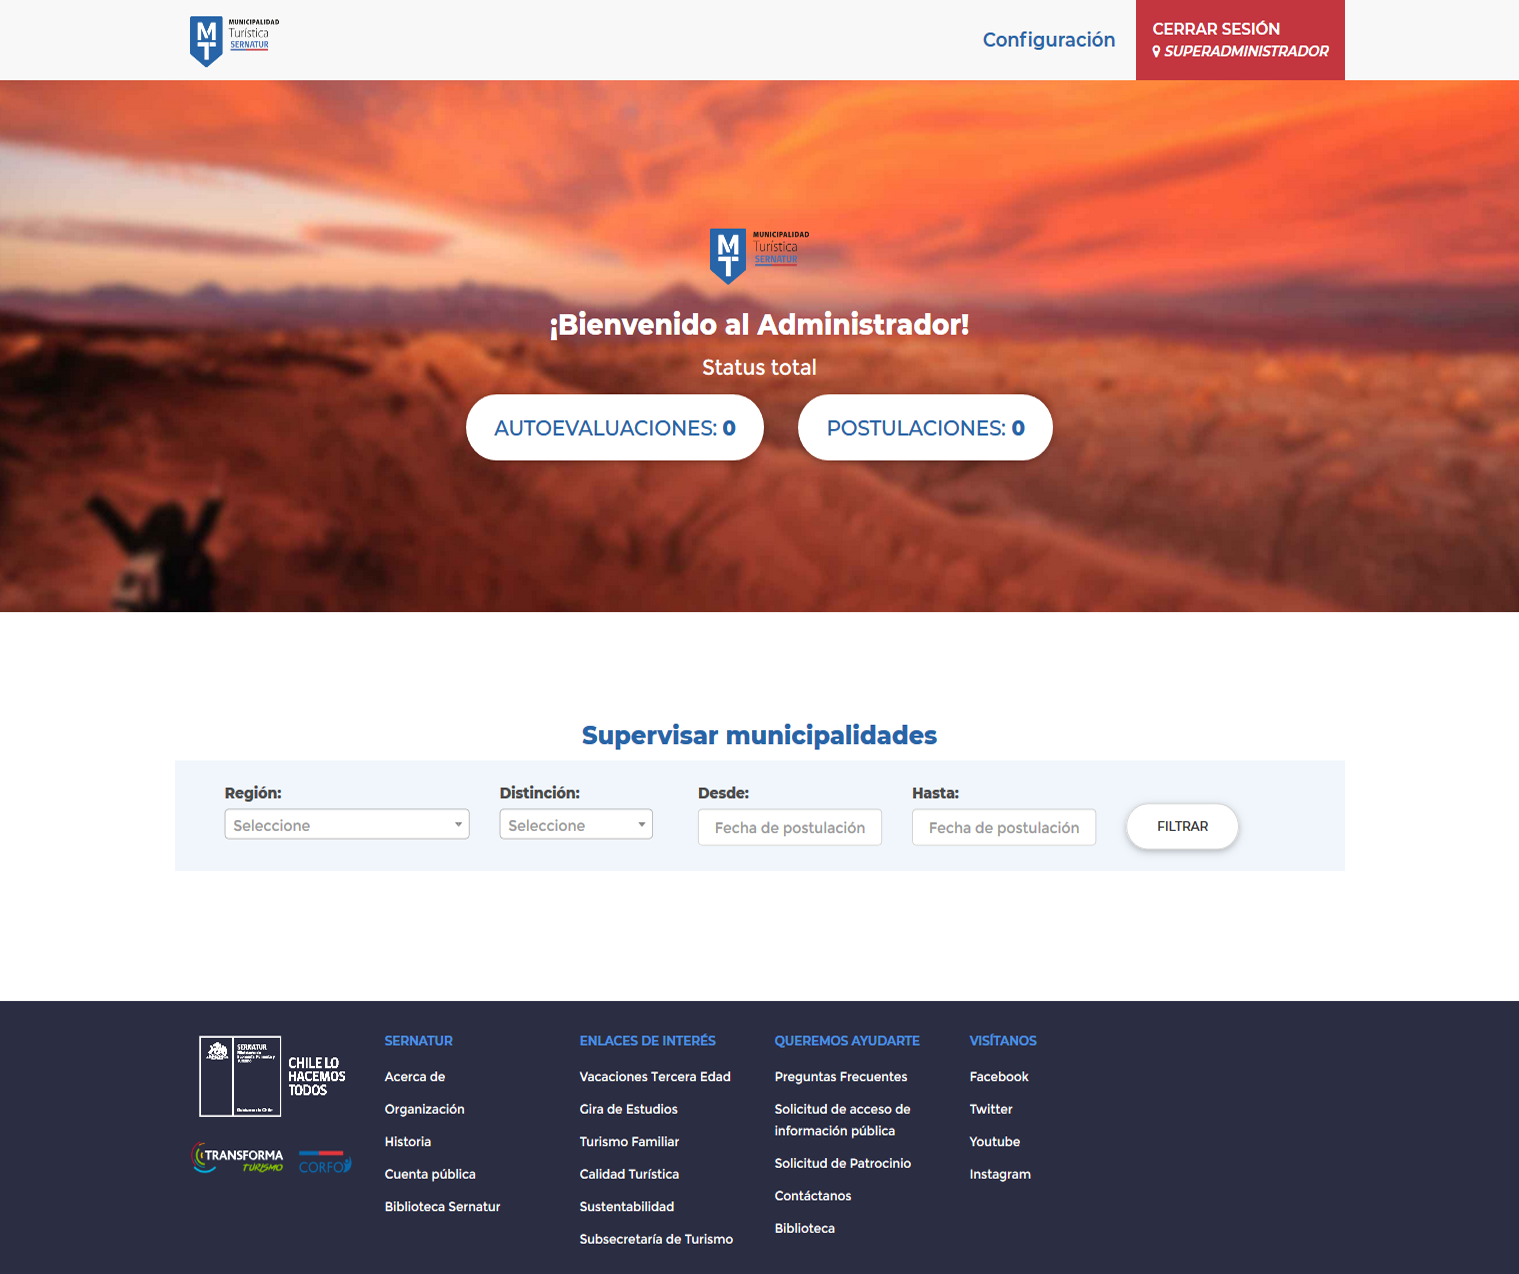 MUNICIPALIDAD
Turística
SERNATUR
Configuración
CERRAR SESIÓN
SUPERADMINISTRADOR
MUNICIPALIDAD
Turística
SERNATUR
¡Bienvenido al Administrador!
Status total
AUTOEVALUACIONES: 0
POSTULACIONES: 0
Supervisar municipalidades
Región:
Seleccione
Distinción:
Seleccione
Desde:
Fecha de postulación
Hasta:
Fecha de postulación
FILTRAR
SERNATUR
CHILE LO
HACEMOS
TODOS
TRANSFORMA
TURISMO
CORFO
SERNATUR
Acerca de
Organización
Historia
Cuenta pública
Biblioteca Sernatur
ENLACES DE INTERÉS
Vacaciones Tercera Edad
Gira de Estudios
Turismo Familiar
Calidad Turística
Sustentabilidad
Subsecretaría de Turismo
QUEREMOS AYUDARTE
Preguntas Frecuentes
Solicitud de acceso de
información pública
Solicitud de Patrocinio
Contáctanos
Biblioteca
VISÍTANOS
Facebook
Twitter
Youtube
Instagram